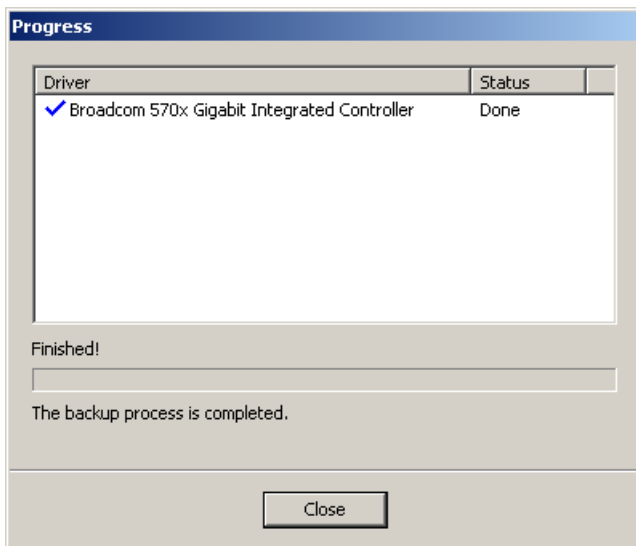 Progress
Driver Status
Broadcom 570x Gigabit Integrated Controller Done
Finished!
The backup process is completed.
Close